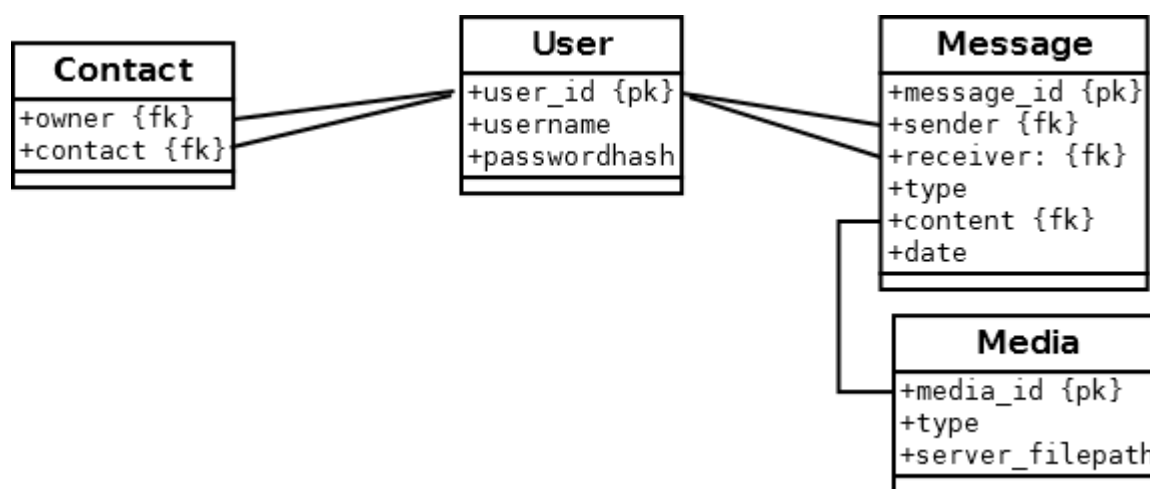 Contact
+owner {fk}
+contact {fk}
User
+user_id {pk}
+username
+passwordhash
Message
+message_id {pk}
+sender {fk}
+receiver: {fk}
+type
+content {fk}
+date
Media
+media_id {pk}
+type
+server_filepath